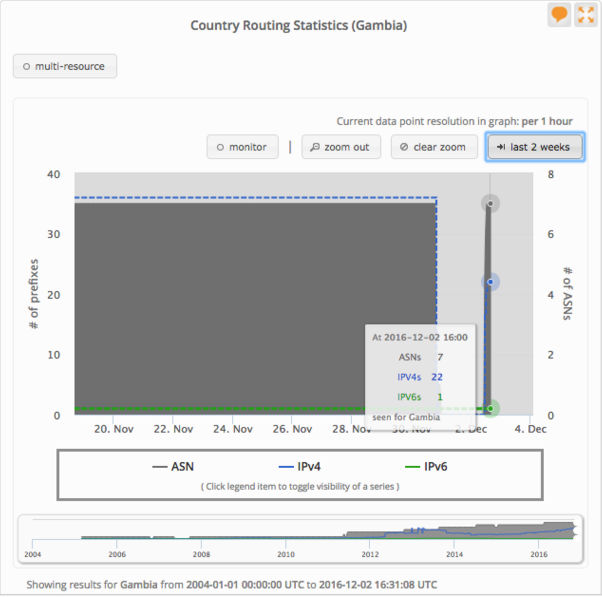 Country Routing Statistics (Gambia)
multi-resource
Current data point resolution in graph: per 1 hour
monitor | zoom out clear zoom last 2 weeks
40 8
30 6
20 4
10 2
0 0
# of prefixes
# of ASNs
At 2016-12-02 16:00
ASNs 7
IPV4s 22
IPV6s 1
seen for Gambia
20. Nov 22. Nov 24. Nov 26. Nov 28. Nov 30. Nov 2. Dec 4. Dec
ASN IPv4 IPv6
( Click legend item to toggle visibility of a series )
2004 2006 2008 2010 2012 2014 2016
Showing results for Gambia from 2004-01-01 00:00:00 UTC to 2016-12-02 16:31:08 UTC